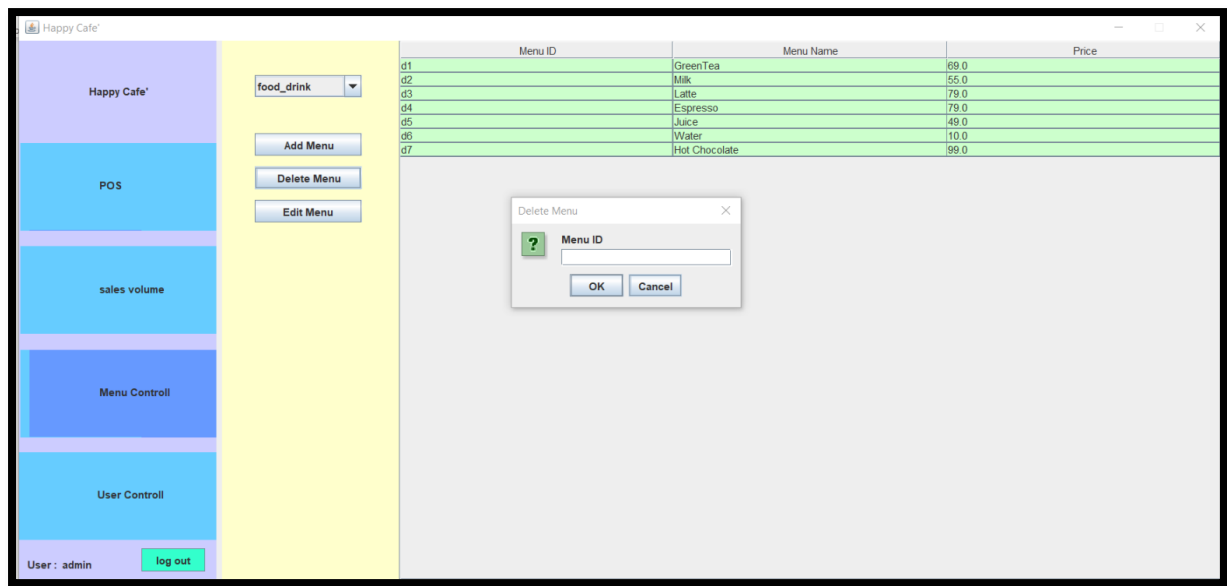 Happy Cafe'
Happy Cafe'
POS
sales volume
Menu Controll
User Controll
User : admin
log out
food_drink
Add Menu
Delete Menu
Edit Menu
Menu ID Menu Name Price
d1 GreenTea 69.0
d2 Milk 55.0
d3 Latte 79.0
d4 Espresso 79.0
d5 Juice 49.0
d6 Water 10.0
d7 Hot Chocolate 99.0
Delete Menu
?
Menu ID
OK Cancel